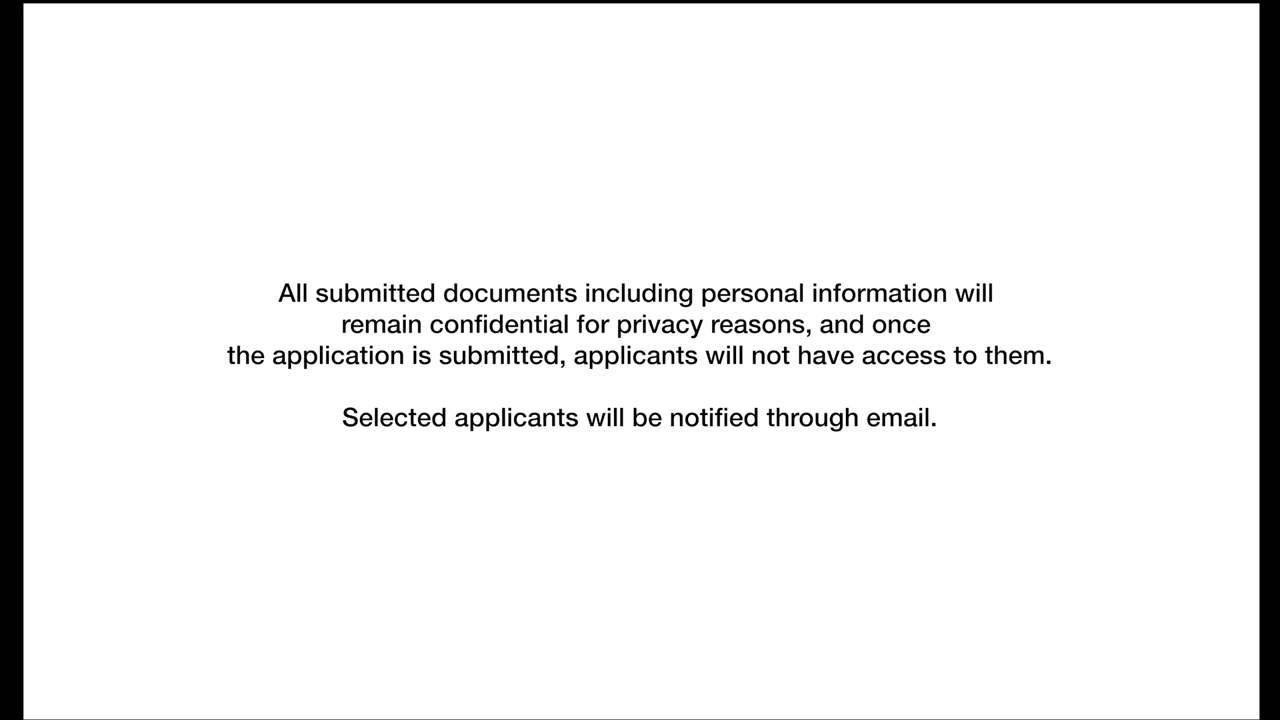 All submitted documents including personal information will
remain confidential for privacy reasons, and once
the application is submitted, applicants will not have access to them.
Selected applicants will be notified through email.